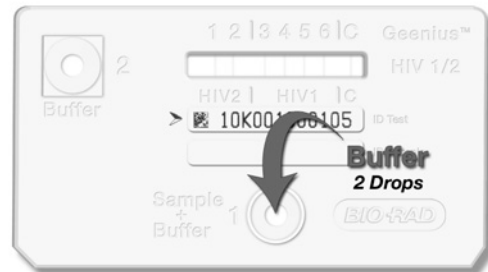 1 2 3 4 5 6 C Geenius™
2 HIV 1/2
Buffer
HIV2 HIV1 C
ID Test
Buffer
2 Drops
Sample
+
Buffer
1
BIO-RAD